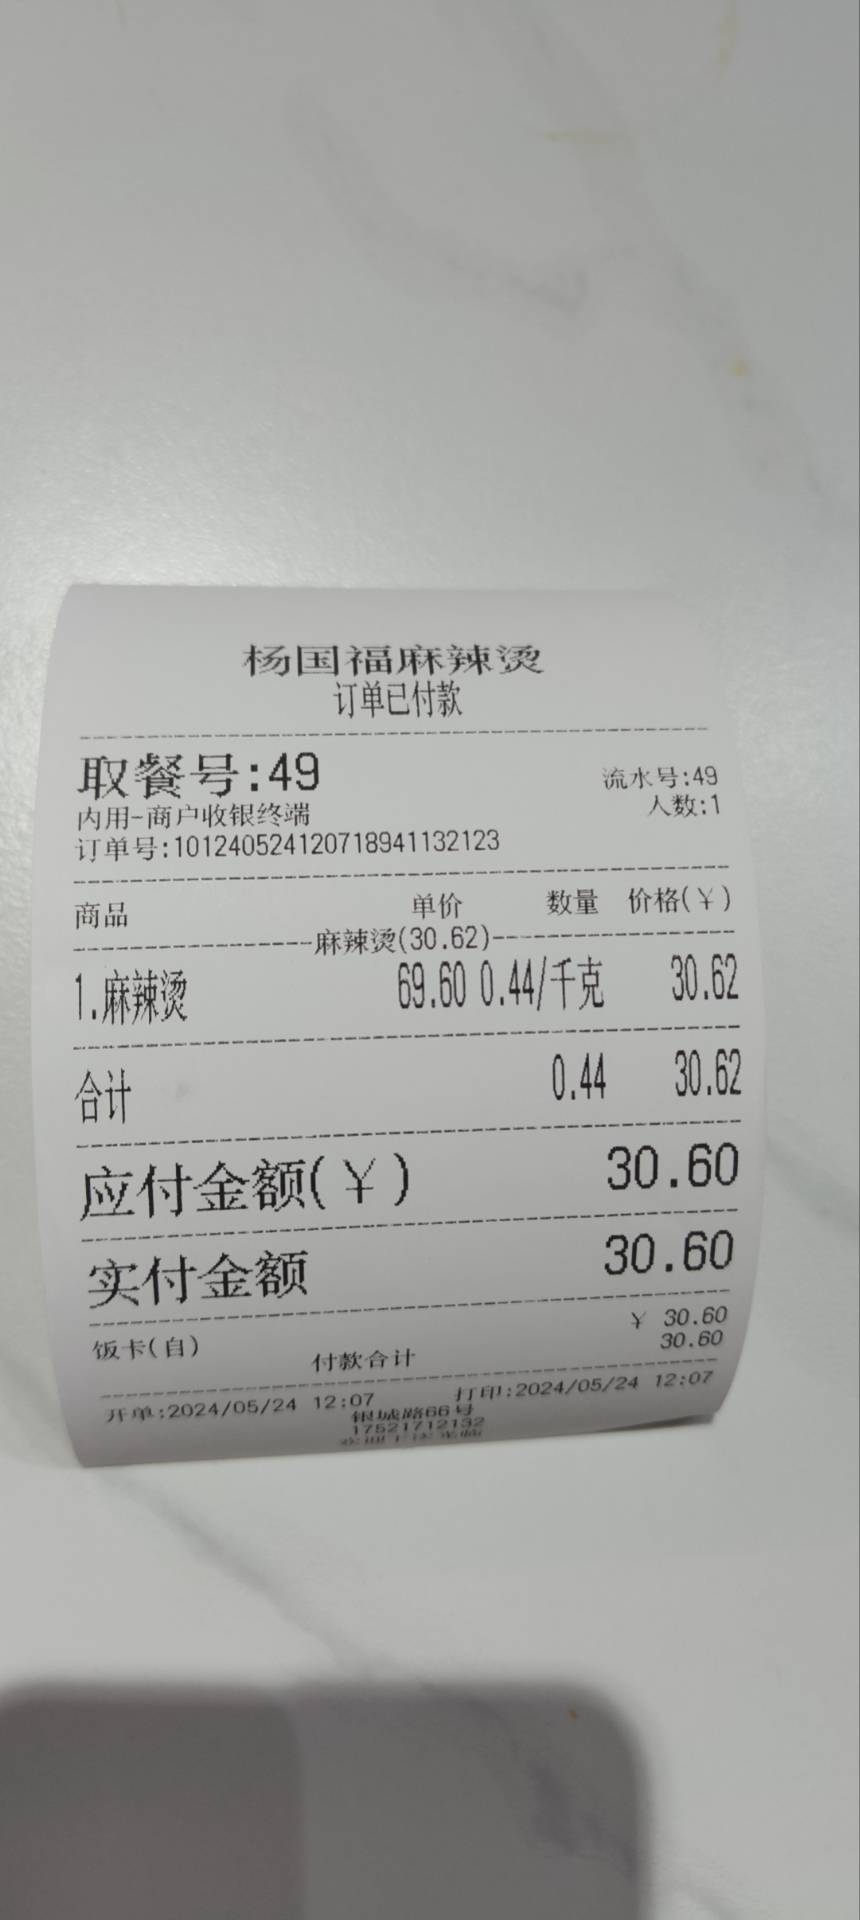 杨国福麻辣烫
订单已付款
取餐号:49 流水号:49
内用-商户收银终端 人数:1
订单号:101240524120718941132123
商品 单价 数量 价格(¥)
麻辣烫(30.62)
1.麻辣烫 69.60 0.44/千克 30.62
合计 0.44 30.62
应付金额(¥) 30.60
实付金额 30.60
饭卡(自) ¥ 30.60
付款合计 30.60
开单:2024/05/24 12:07 打印:2024/05/24 12:07
银城路66号
17521712132